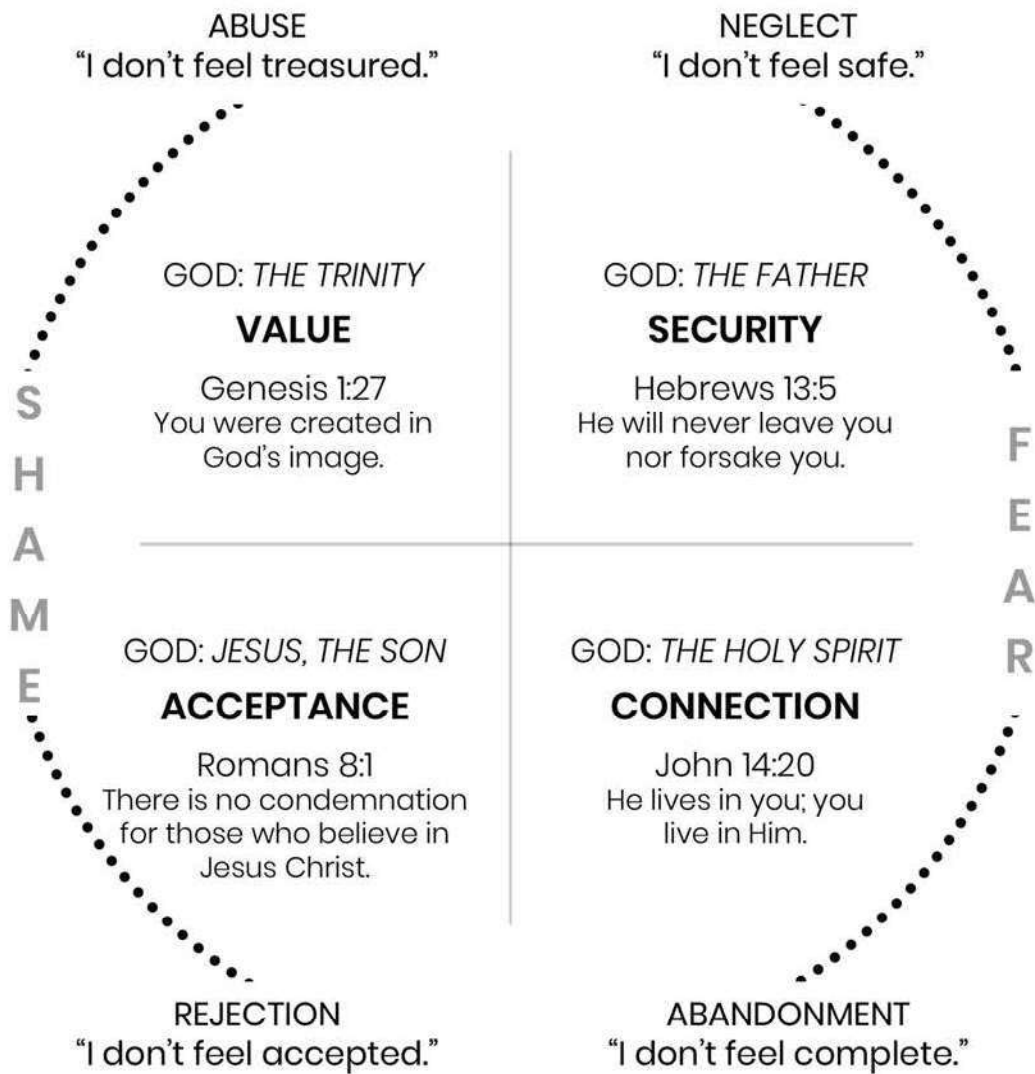 ABUSE
“I don’t feel treasured.”
NEGLECT
“I don’t feel safe.”
GOD: THE TRINITY
VALUE
Genesis 1:27
You were created in
God’s image.
GOD: THE FATHER
SECURITY
Hebrews 13:5
He will never leave you
nor forsake you.
SHAME
FEAR
GOD: JESUS, THE SON
ACCEPTANCE
Romans 8:1
There is no condemnation
for those who believe in
Jesus Christ.
GOD: THE HOLY SPIRIT
CONNECTION
John 14:20
He lives in you; you
live in Him.
REJECTION
“I don’t feel accepted.”
ABANDONMENT
“I don’t feel complete.”